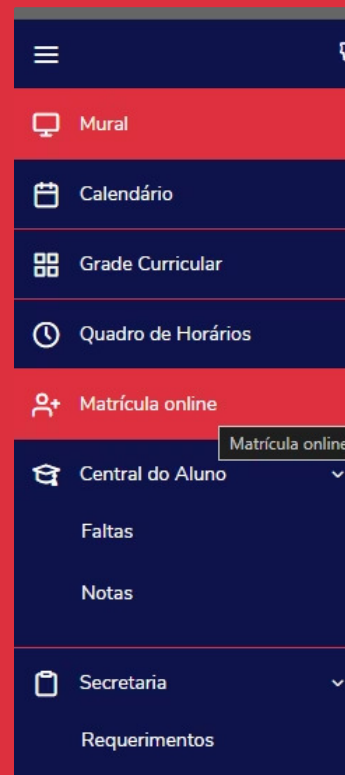 Mural
Calendário
Grade Curricular
Quadro de Horários
Matrícula online
Matrícula online
Central do Aluno
Faltas
Notas
Secretaria
Requerimentos